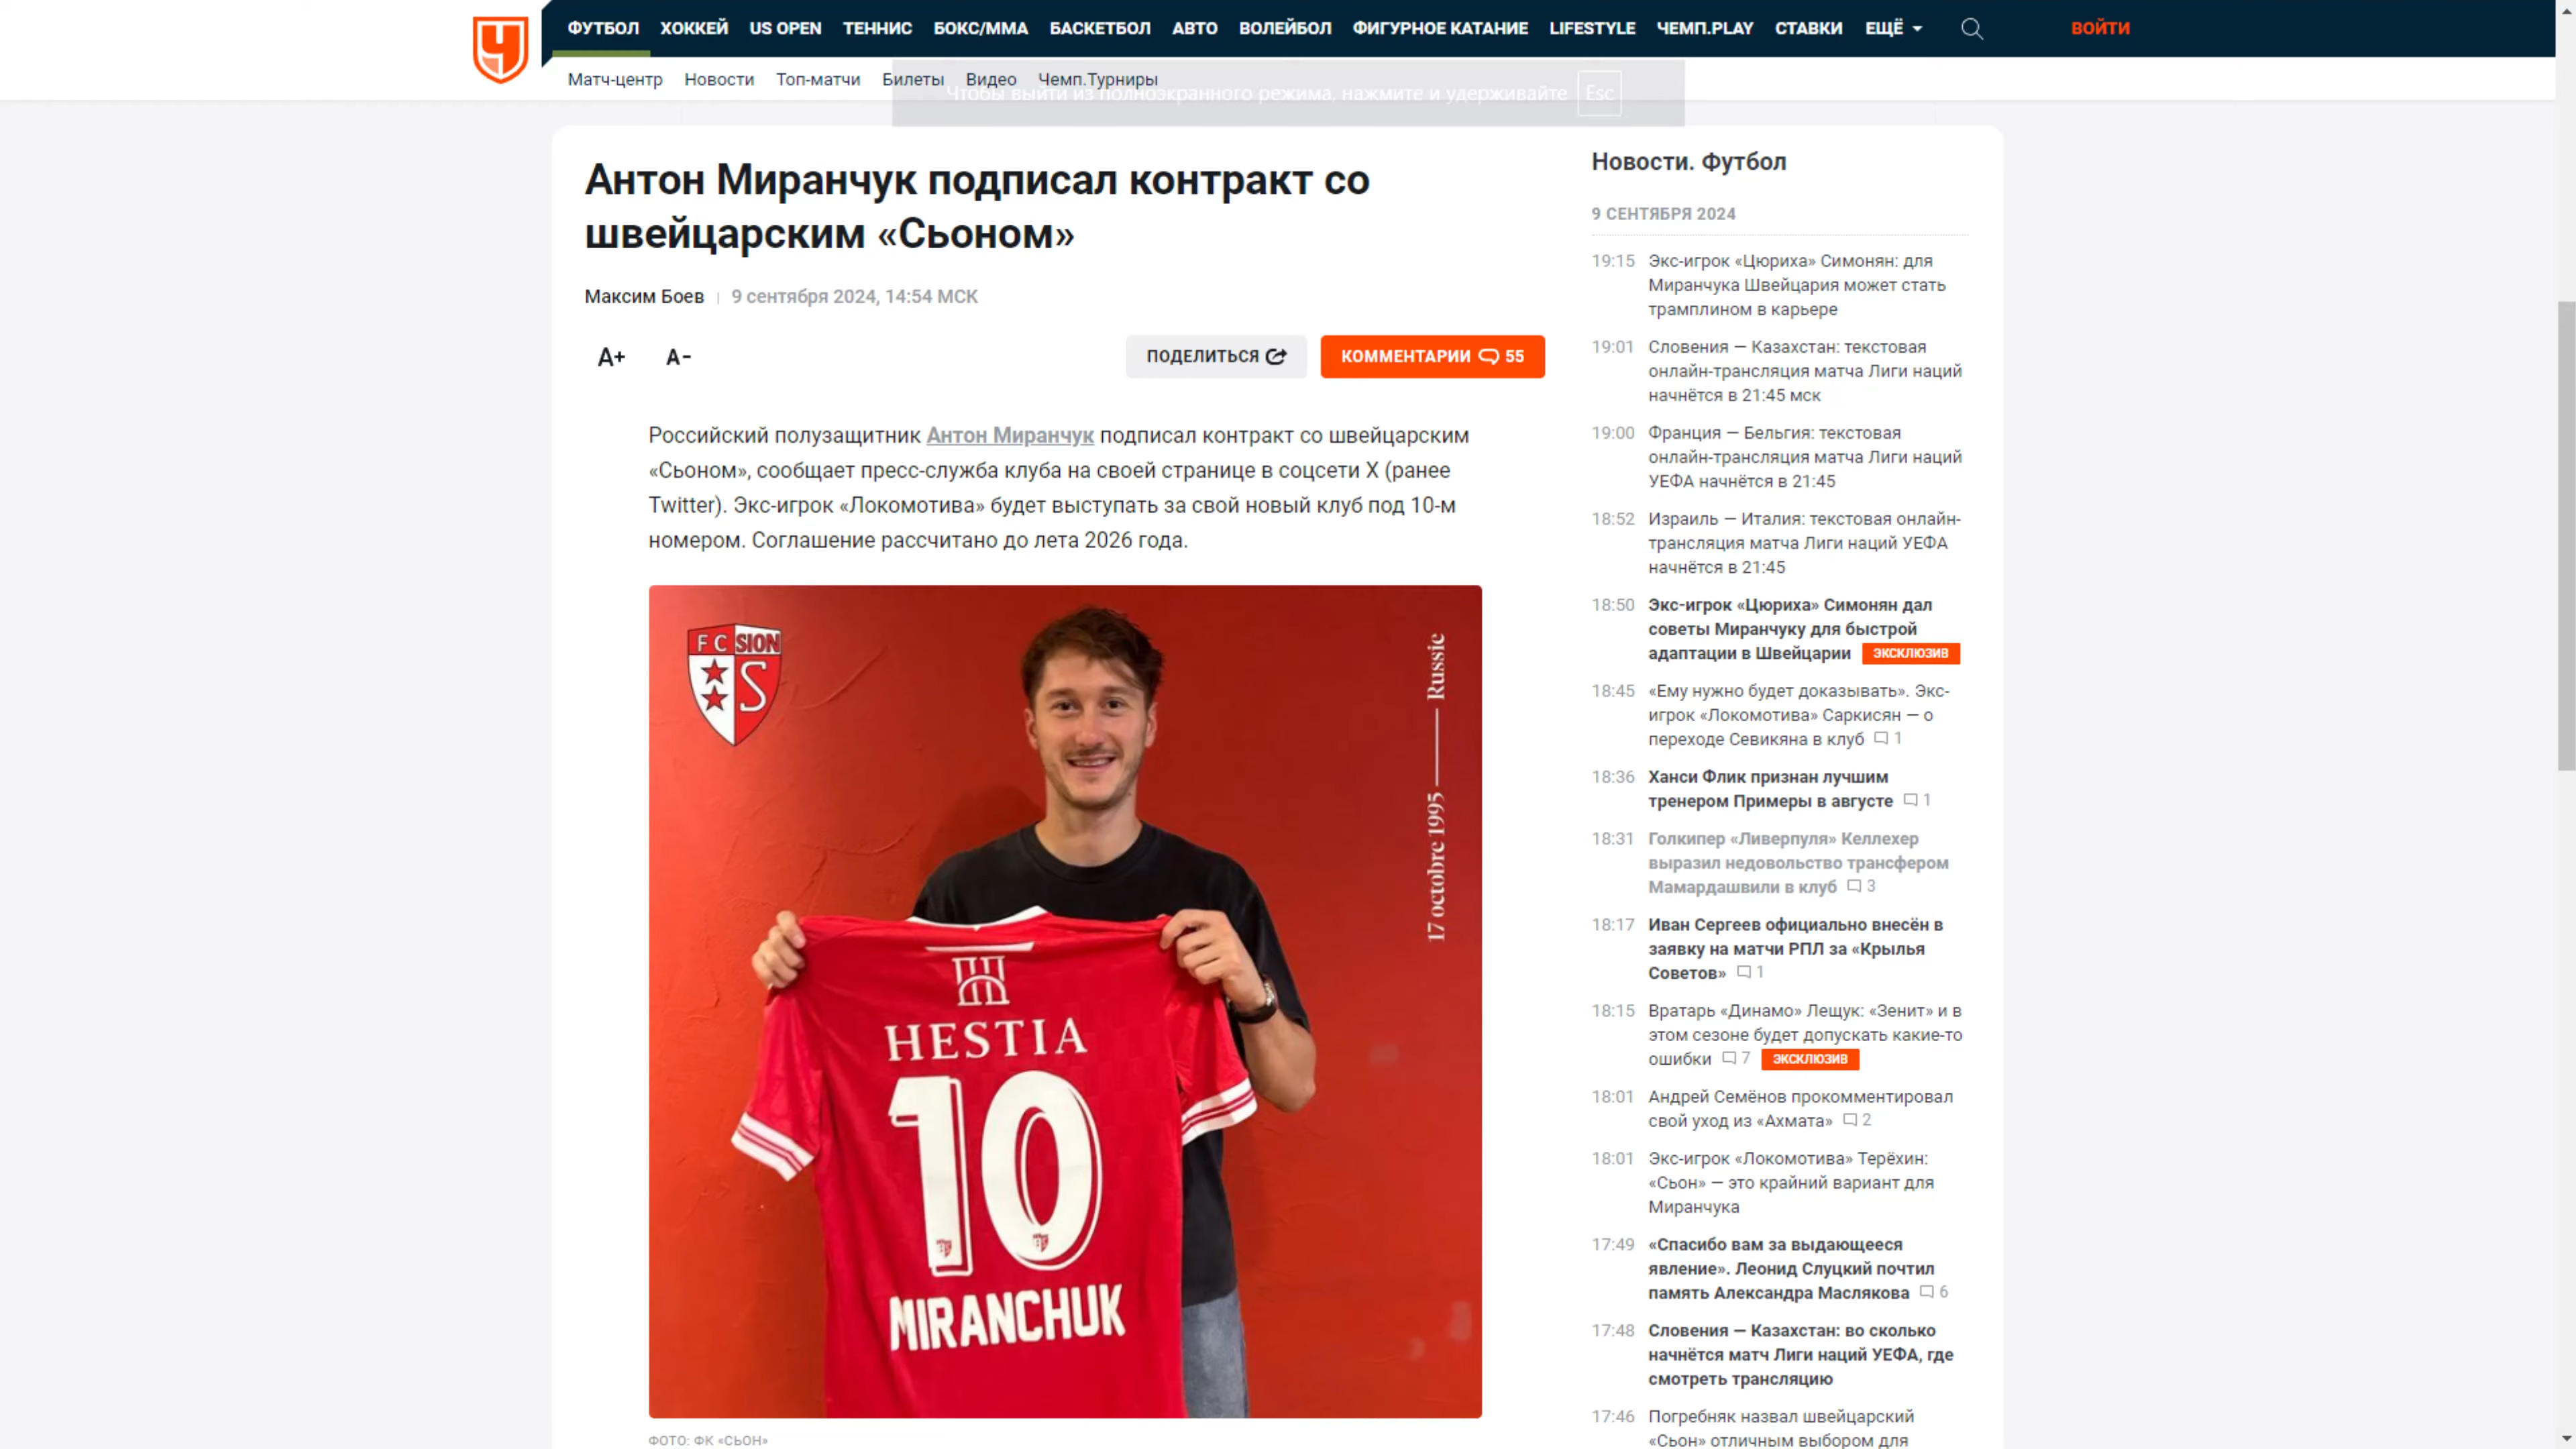 ФУТБОЛ ХОККЕЙ US OPEN ТЕННИС БОКС/ММА БАСКЕТБОЛ АВТО ВОЛЕЙБОЛ ФИГУРНОЕ КАТАНИЕ LIFESTYLE ЧЕМП.PLAY СТАВКИ ЕЩЁ ВОЙТИ
Матч-центр Новости Топ-матчи Билеты Видео Чемп.Турниры
Чтобы выйти из полноэкранного режима, нажмите и удерживайте Esc
Антон Миранчук подписал контракт со
швейцарским «Сьоном»
Максим Боев | 9 сентября 2024, 14:54 МСК
A+ A-
ПОДЕЛИТЬСЯ
КОММЕНТАРИИ 55
Российский полузащитник Антон Миранчук подписал контракт со швейцарским
«Сьоном», сообщает пресс-служба клуба на своей странице в соцсети X (ранее
Twitter). Экс-игрок «Локомотива» будет выступать за свой новый клуб под 10-м
номером. Соглашение рассчитано до лета 2026 года.
FC SION
S
17 octobre 1995 — Russie
HESTIA
10
MIRANCHUK
ФОТО: ФК «СЬОН»
Новости. Футбол
9 СЕНТЯБРЯ 2024
19:15 Экс-игрок «Цюриха» Симонян: для
Миранчука Швейцария может стать
трамплином в карьере
19:01 Словения — Казахстан: текстовая
онлайн-трансляция матча Лиги наций
начнётся в 21:45 мск
19:00 Франция — Бельгия: текстовая
онлайн-трансляция матча Лиги наций
УЕФА начнётся в 21:45
18:52 Израиль — Италия: текстовая онлайн-
трансляция матча Лиги наций УЕФА
начнётся в 21:45
18:50 Экс-игрок «Цюриха» Симонян дал
советы Миранчуку для быстрой
адаптации в Швейцарии ЭКСКЛЮЗИВ
18:45 «Ему нужно будет доказывать». Экс-
игрок «Локомотива» Саркисян — о
переходе Севикяна в клуб 1
18:36 Ханси Флик признан лучшим
тренером Примеры в августе 1
18:31 Голкипер «Ливерпуля» Келлехер
выразил недовольство трансфером
Мамардашвили в клуб 3
18:17 Иван Сергеев официально внесён в
заявку на матчи РПЛ за «Крылья
Советов» 1
18:15 Вратарь «Динамо» Лещук: «Зенит» и в
этом сезоне будет допускать какие-то
ошибки 7 ЭКСКЛЮЗИВ
18:01 Андрей Семёнов прокомментировал
свой уход из «Ахмата» 2
18:01 Экс-игрок «Локомотива» Терёхин:
«Сьон» — это крайний вариант для
Миранчука
17:49 «Спасибо вам за выдающееся
явление». Леонид Слуцкий почтил
память Александра Маслякова 6
17:48 Словения — Казахстан: во сколько
начнётся матч Лиги наций УЕФА, где
смотреть трансляцию
17:46 Погребняк назвал швейцарский
«Сьон» отличным выбором для